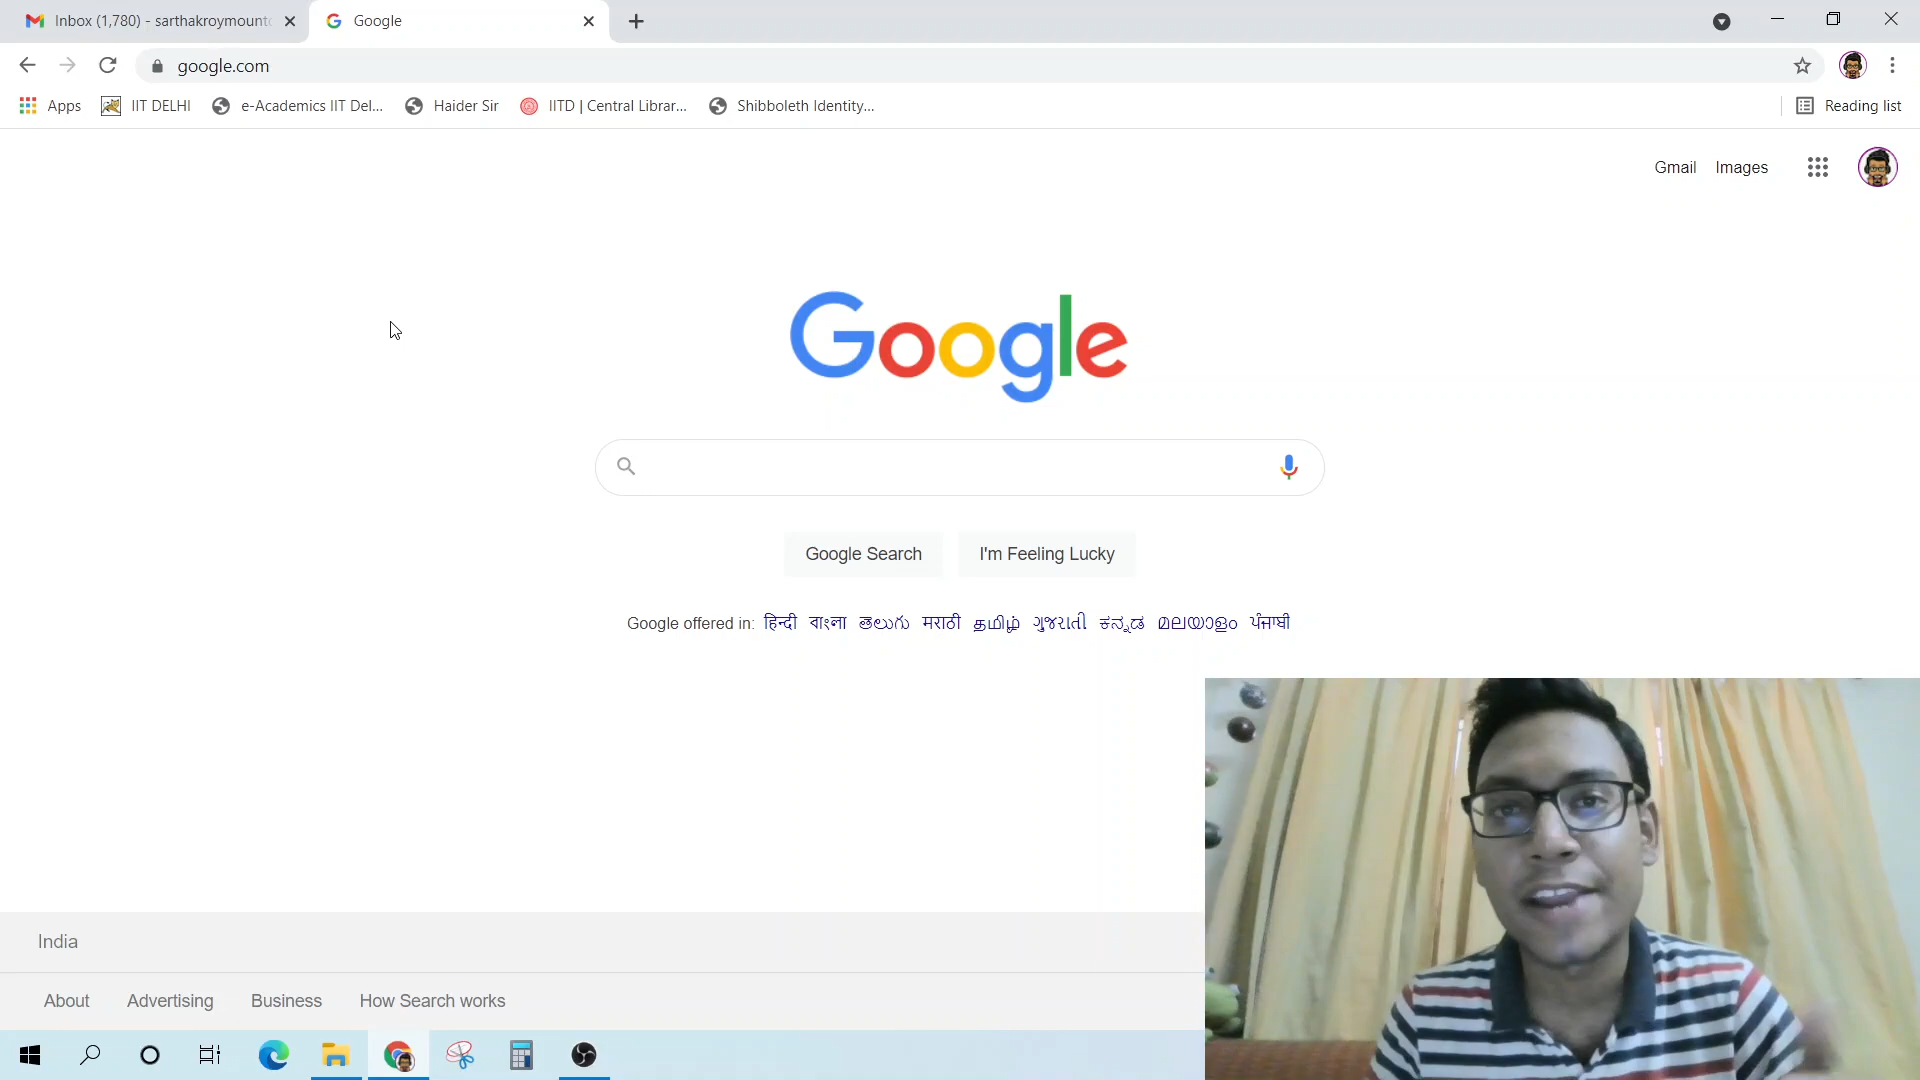 Inbox (1,780) - sarthakroymount
Google
google.com
Apps
IIT DELHI
e-Academics IIT Del...
Haider Sir
IITD | Central Librar...
Shibboleth Identity...
Reading list
Gmail
Images
Google
Google Search
I'm Feeling Lucky
Google offered in: हिन्दी বাংলা తెలుగు मराठी தமிழ் ગુજરાતી ಕನ್ನಡ മലയാളം ਪੰਜਾਬੀ
India
About
Advertising
Business
How Search works